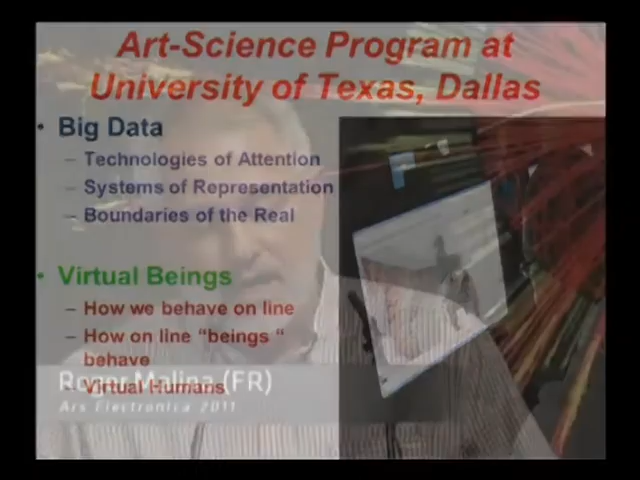 Art-Science Program at
University of Texas, Dallas
• Big Data
– Technologies of Attention
– Systems of Representation
– Boundaries of the Real
• Virtual Beings
– How we behave on line
– How on line “beings “
behave
– Virtual Humans
Roger Malina (FR)
Ars Electronica 2011